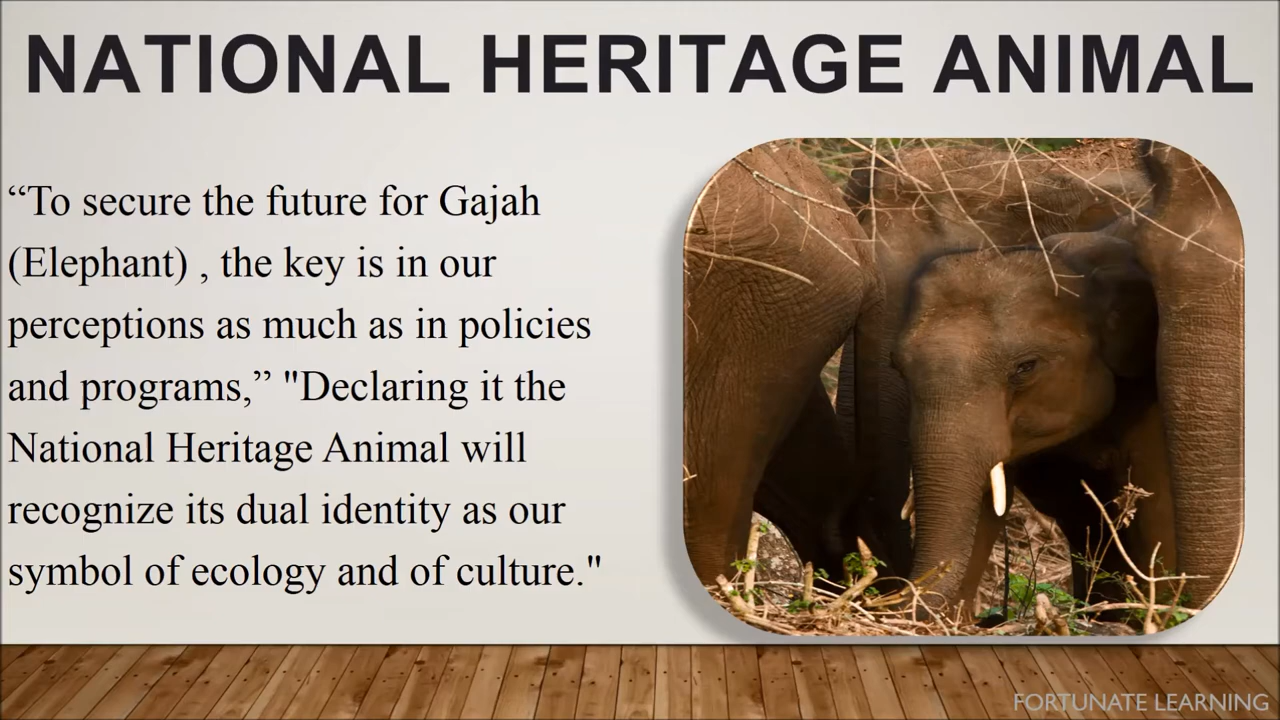 NATIONAL HERITAGE ANIMAL
“To secure the future for Gajah
(Elephant) , the key is in our
perceptions as much as in policies
and programs,” "Declaring it the
National Heritage Animal will
recognize its dual identity as our
symbol of ecology and of culture."
FORTUNATE LEARNING